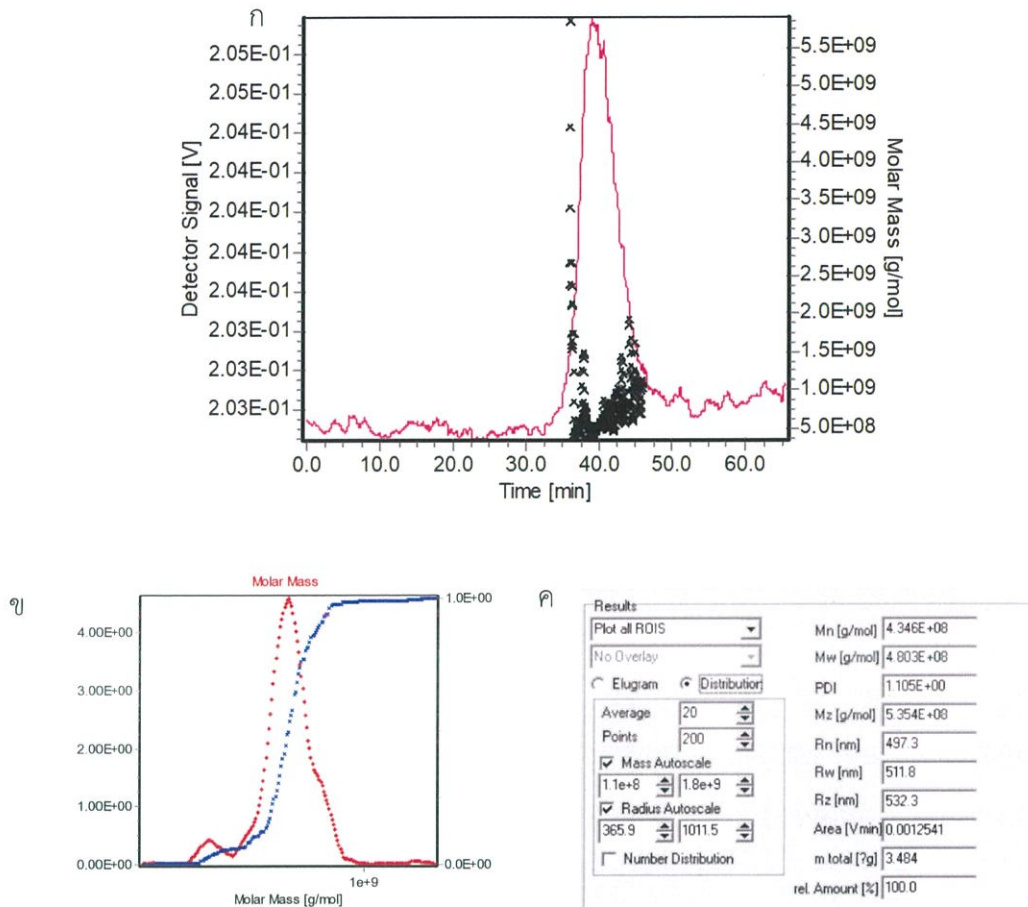 ก
2.05E-01
2.05E-01
2.04E-01
2.04E-01
2.04E-01
2.04E-01
2.04E-01
2.03E-01
2.03E-01
2.03E-01
Detector Signal [V]
5.5E+09
5.0E+09
4.5E+09
4.0E+09
3.5E+09
3.0E+09
2.5E+09
2.0E+09
1.5E+09
1.0E+09
5.0E+08
Molar Mass [g/mol]
0.0 10.0 20.0 30.0 40.0 50.0 60.0
Time [min]
ข
Molar Mass
4.00E+00
3.00E+00
2.00E+00
1.00E+00
0.00E+00
1.0E+00
0.0E+00
1e+9
Molar Mass [g/mol]
ค
Results
Plot all ROIS
No Overlay
Elugram Distribution
Average 20
Points 200
Mass Autoscale
1.1e+8 1.8e+9
Radius Autoscale
365.9 1011.5
Number Distribution
Mn [g/mol] 4.346E+08
Mw [g/mol] 4.803E+08
PDI 1.105E+00
Mz [g/mol] 5.354E+08
Rn [nm] 497.3
Rw [nm] 511.8
Rz [nm] 532.3
Area [Vmin] 0.0012541
m total [?g] 3.484
rel. Amount [%] 100.0